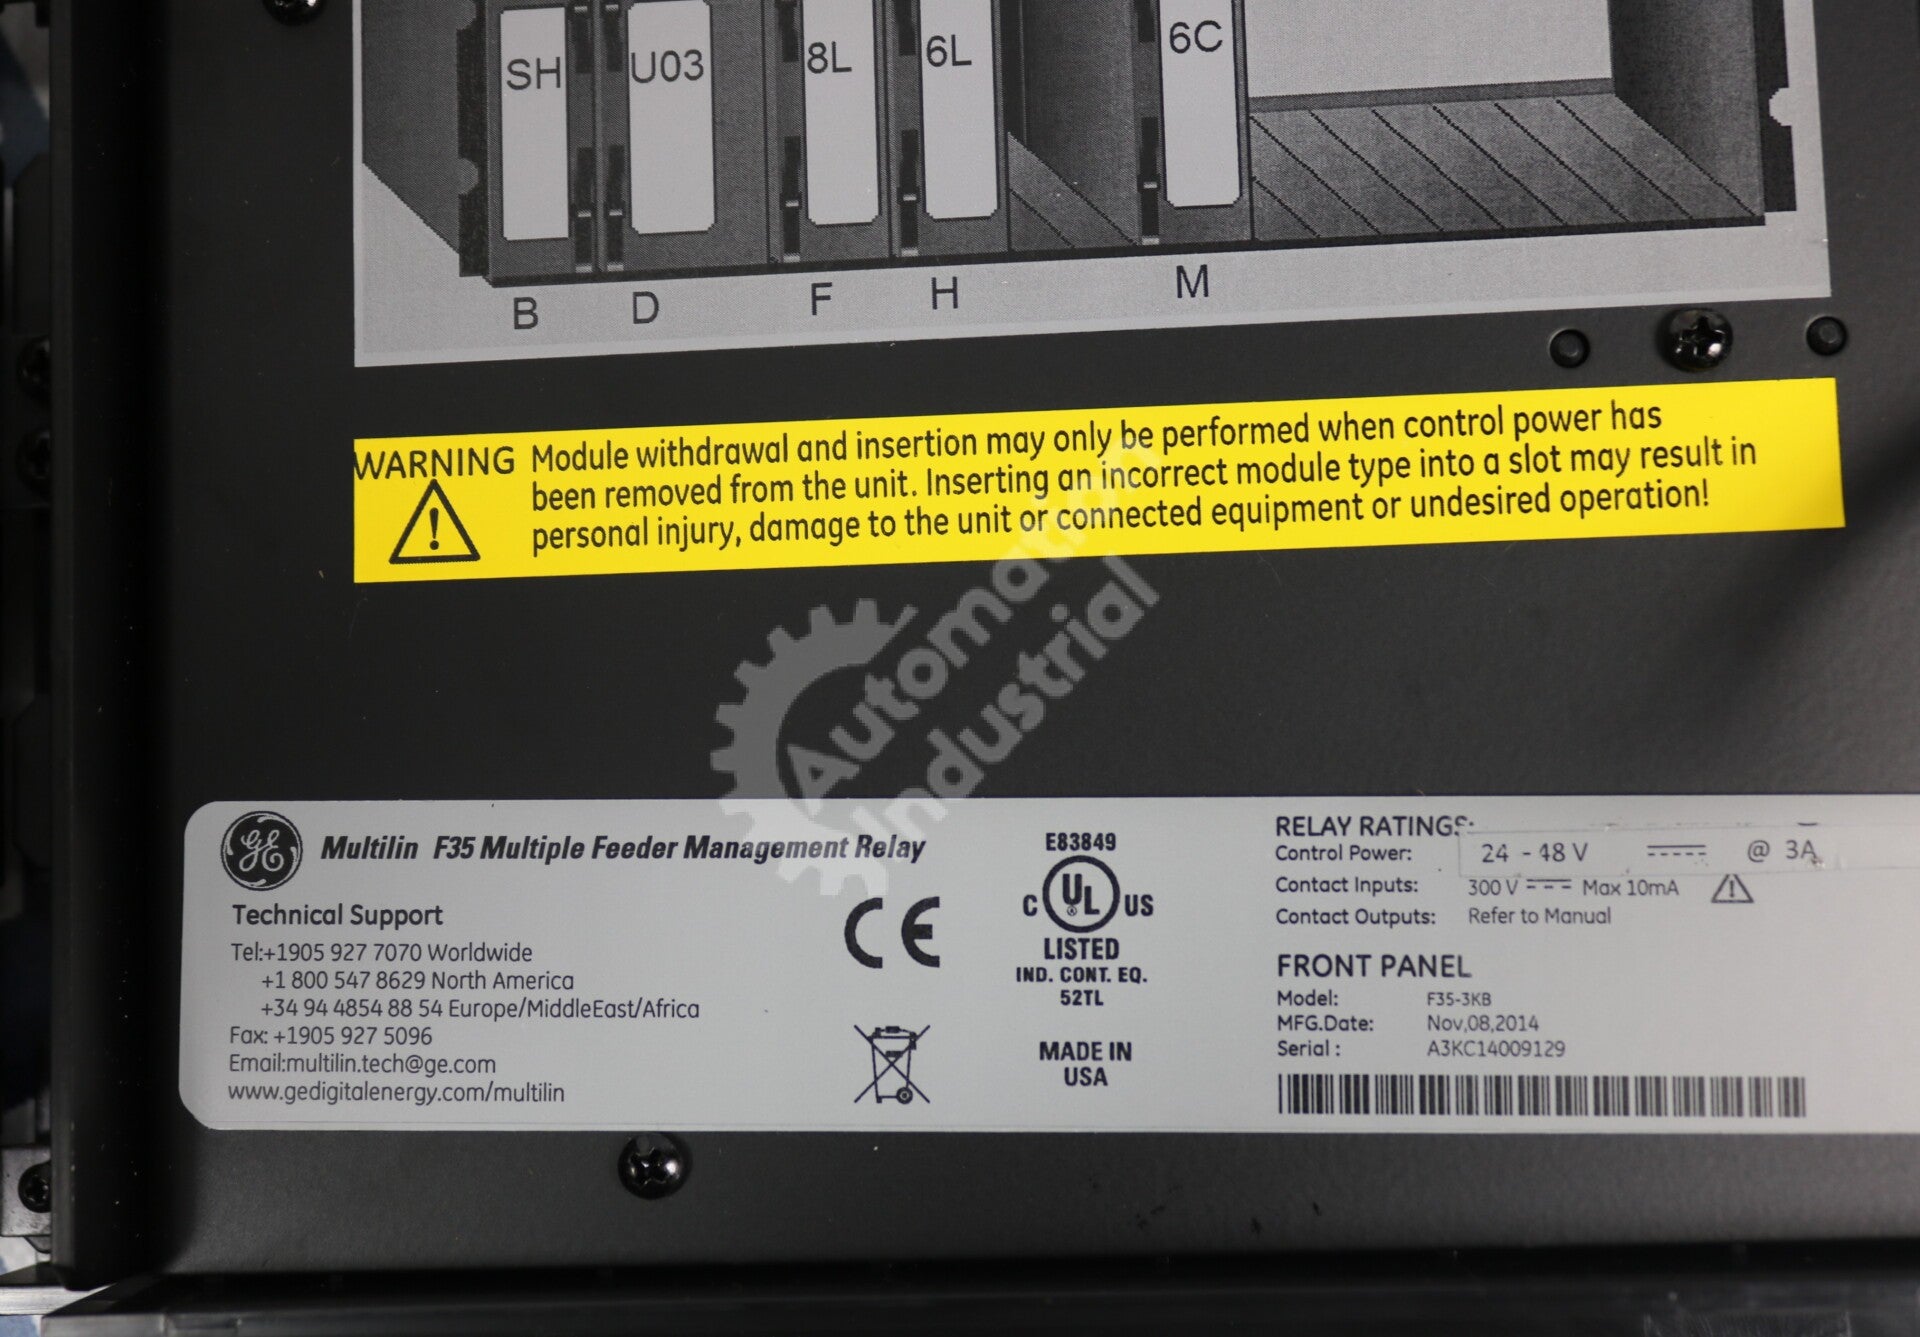 SH U03 8L 6L 6C
B D F H M
WARNING Module withdrawal and insertion may only be performed when control power has
been removed from the unit. Inserting an incorrect module type into a slot may result in
personal injury, damage to the unit or connected equipment or undesired operation!
Automation
Industrial
GE Multilin F35 Multiple Feeder Management Relay
Technical Support
Tel:+1905 927 7070 Worldwide
+1 800 547 8629 North America
+34 94 4854 88 54 Europe/MiddleEast/Africa
Fax: +1905 927 5096
Email:multilin.tech@ge.com
www.gedigitalenergy.com/multilin
CE
E83849
C UL US
®
LISTED
IND. CONT. EQ.
52TL
MADE IN
USA
RELAY RATINGS:
Control Power: 24 - 48 V @ 3A
Contact Inputs: 300 V Max 10mA
Contact Outputs: Refer to Manual
FRONT PANEL
Model: F35-3KB
MFG.Date: Nov,08,2014
Serial : A3KC14009129